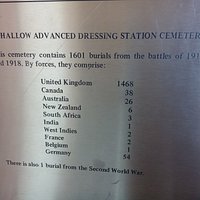 HALLOW ADVANCED DRESSING STATION CEMETER
is cemetery contains 1601 burials from the battles of 191
d 1918. By forces, they comprise:
United Kingdom 1468
Canada 38
Australia 26
New Zealand 6
South Africa 3
India 1
West Indies 1
France 2
Belgium 2
Germany 54
There is also 1 burial from the Second World War.